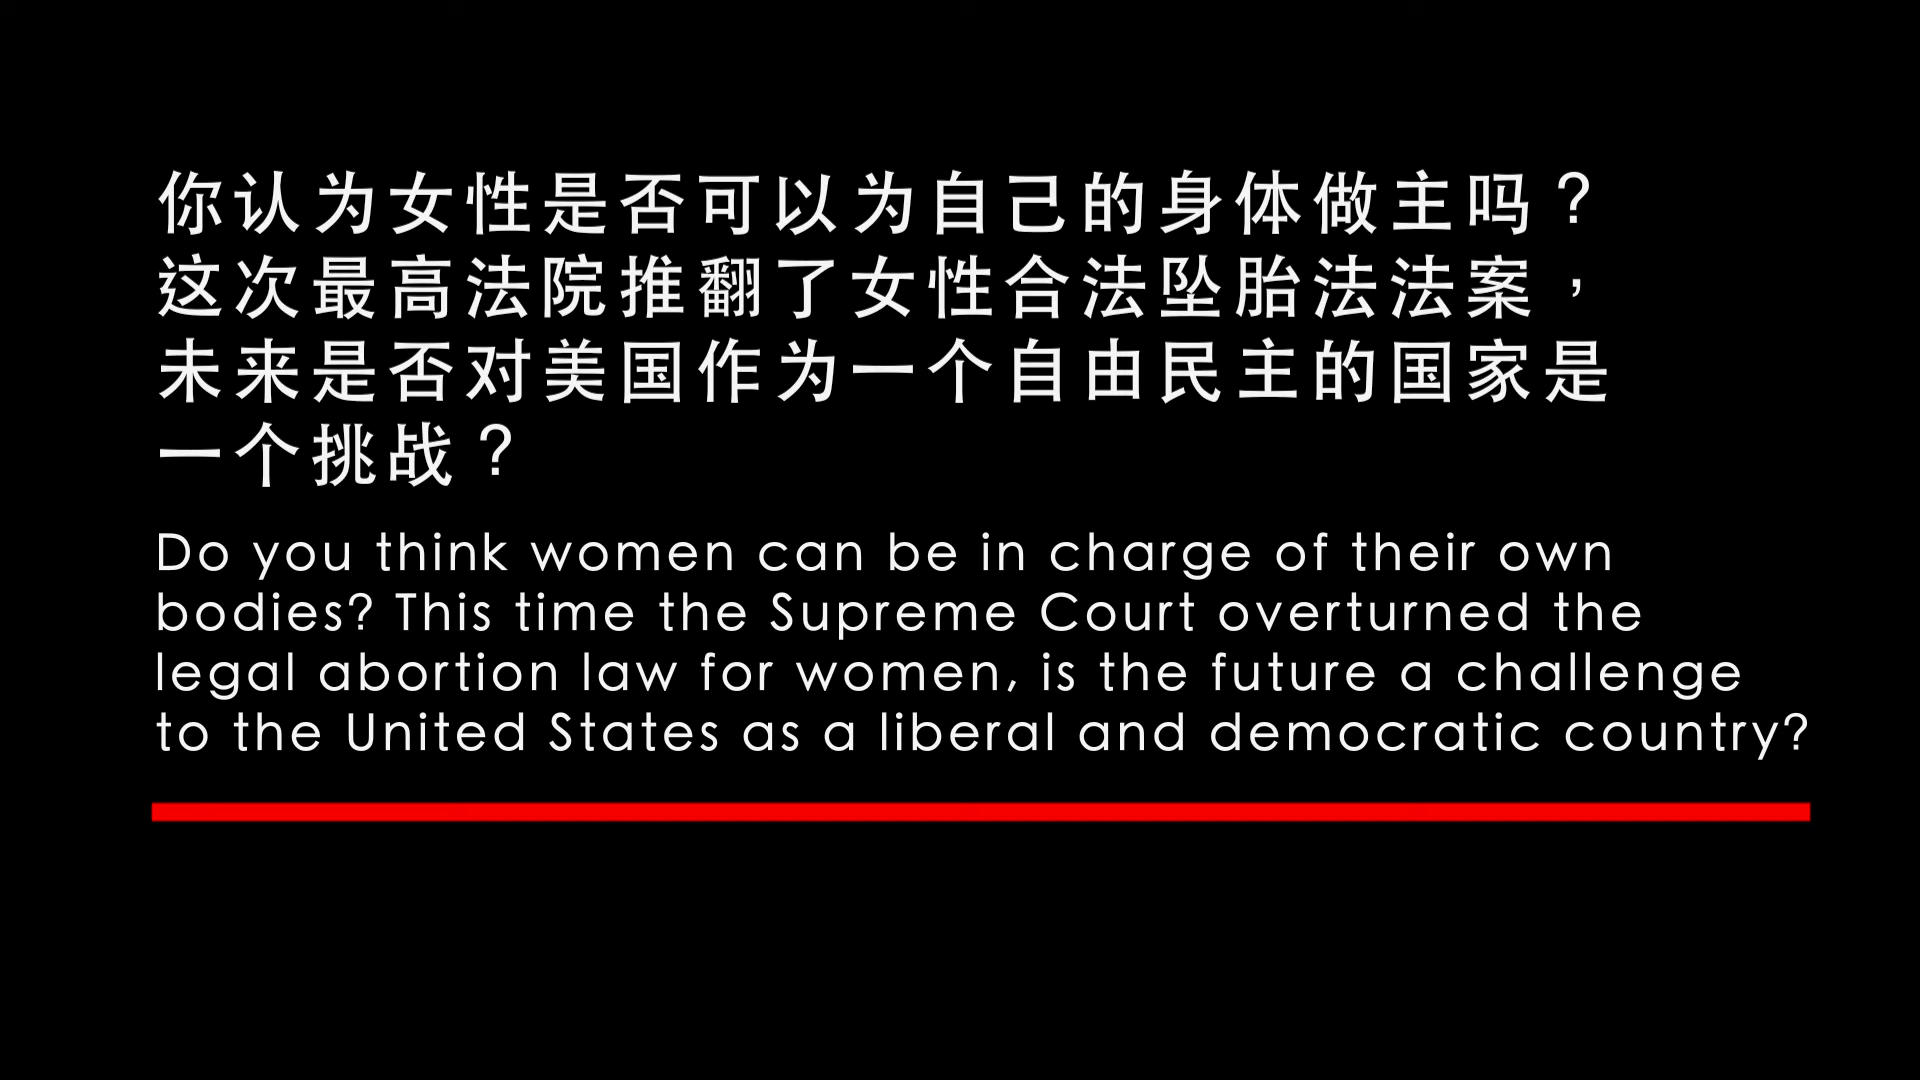 你认为女性是否可以为自己的身体做主吗？
这次最高法院推翻了女性合法坠胎法法案，
未来是否对美国作为一个自由民主的国家是
一个挑战？
Do you think women can be in charge of their own
bodies? This time the Supreme Court overturned the
legal abortion law for women, is the future a challenge
to the United States as a liberal and democratic country?